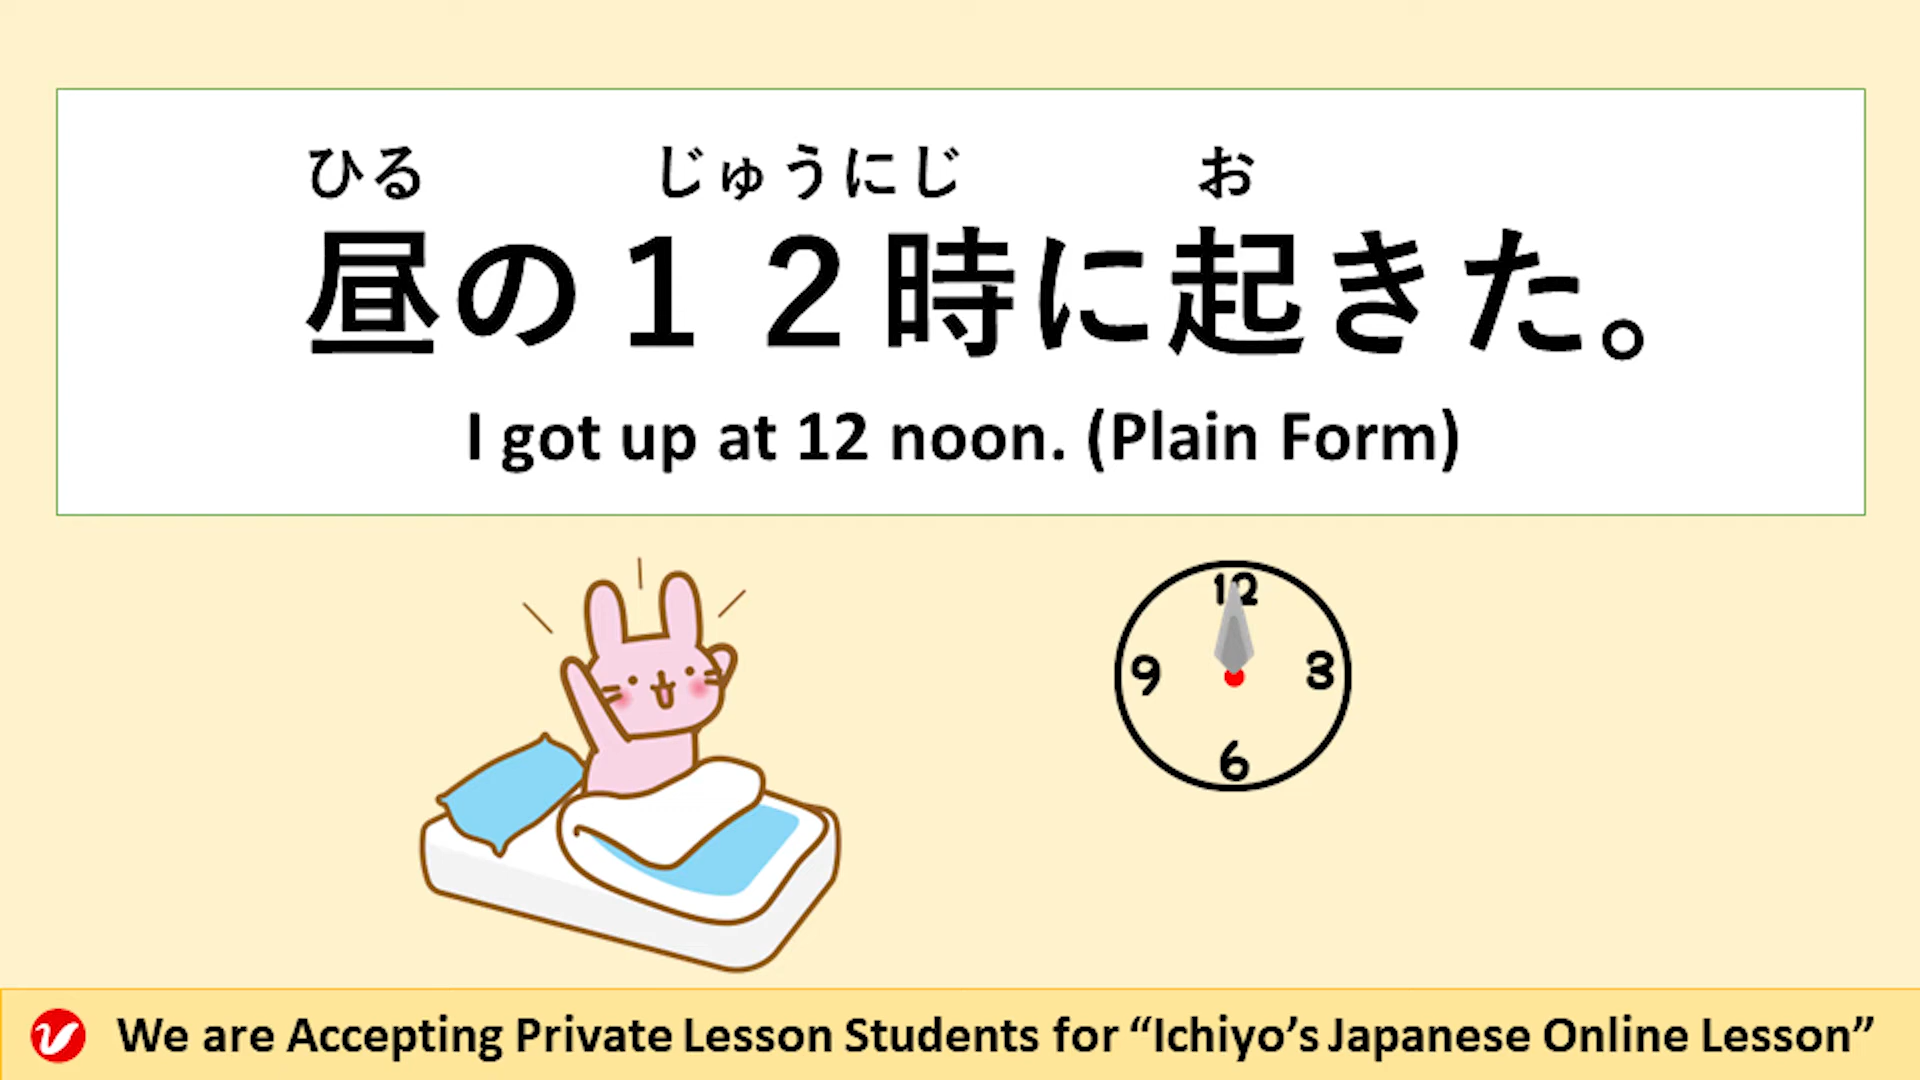 ひる じゅうにじ お
昼の１２時に起きた。
I got up at 12 noon. (Plain Form)
12
9 3
6
We are Accepting Private Lesson Students for “Ichiyo’s Japanese Online Lesson”